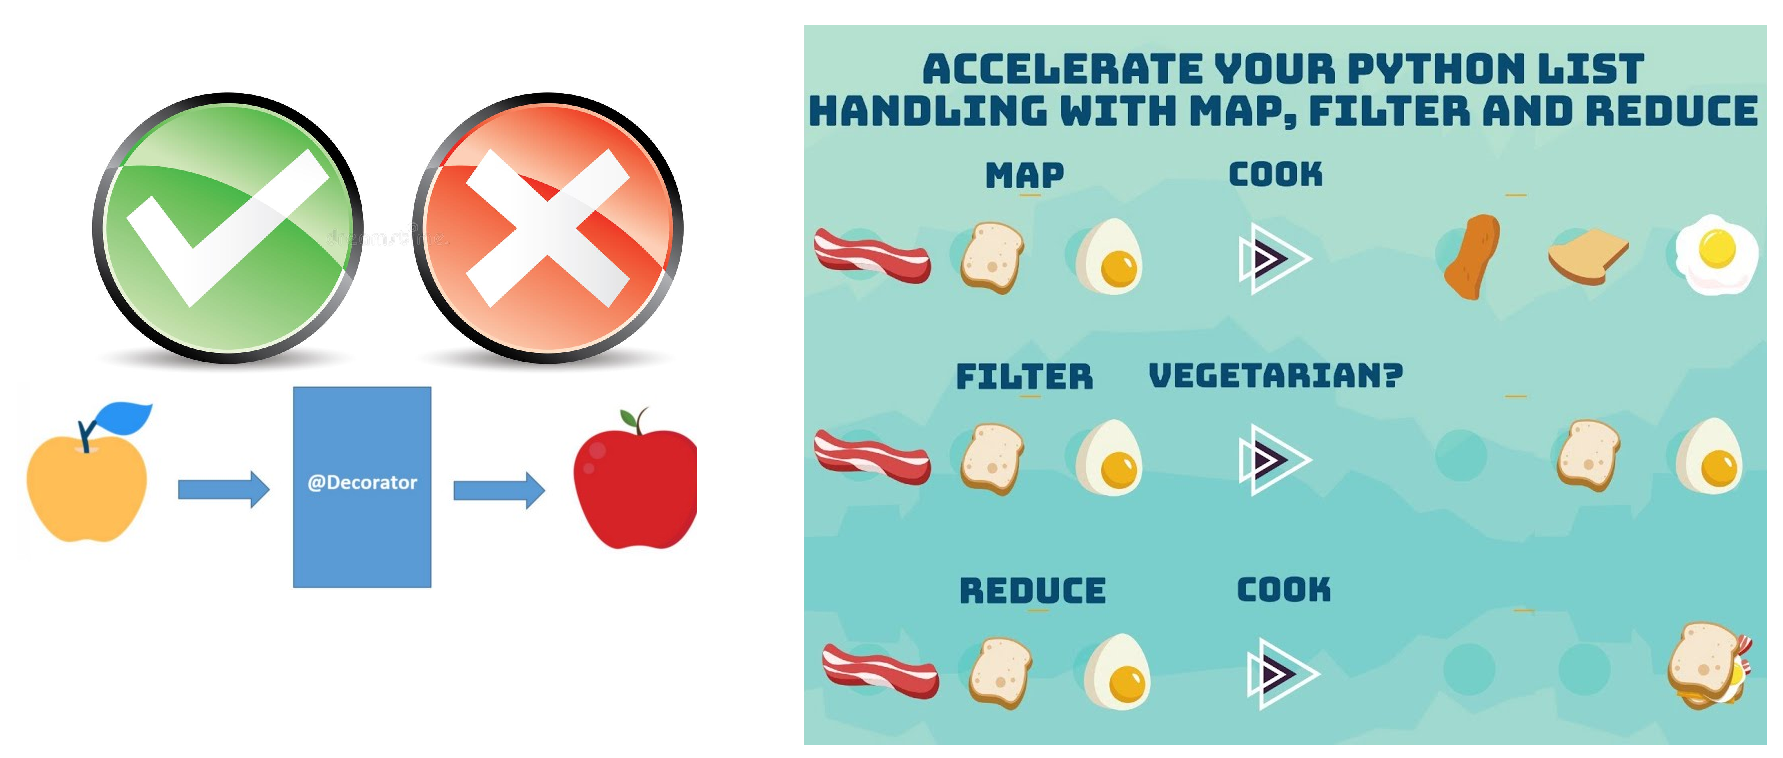 @Decorator
ACCELERATE YOUR PYTHON LIST
HANDLING WITH MAP, FILTER AND REDUCE
MAP COOK
FILTER VEGETARIAN?
REDUCE COOK